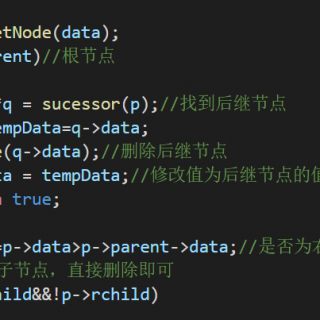 etNode(data);
rent)//根节点
*q = sucessor(p);//找到后继节点
empData=q->data;
e(q->data);//删除后继节点
ta = tempData;//修改值为后继节点的值
n true;
=p->data>p->parent->data;//是否为右
子节点，直接删除即可
hild&&!p->rchild)